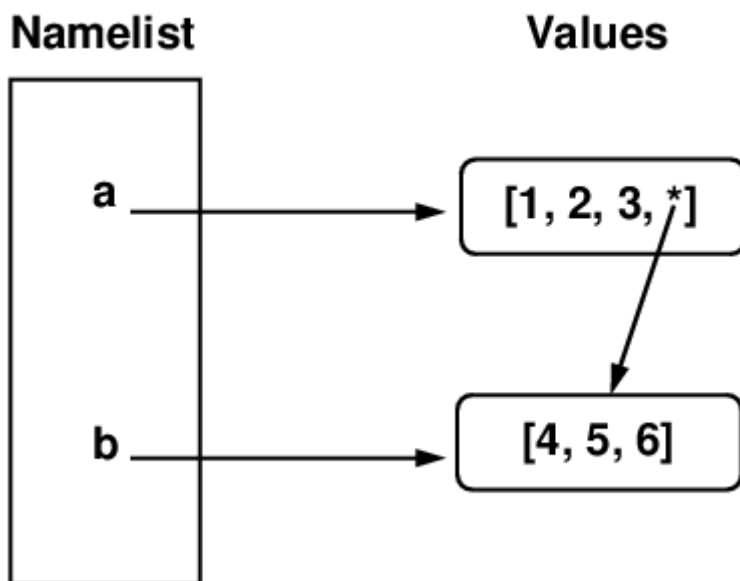 Namelist Values
a [1, 2, 3, *]
b [4, 5, 6]